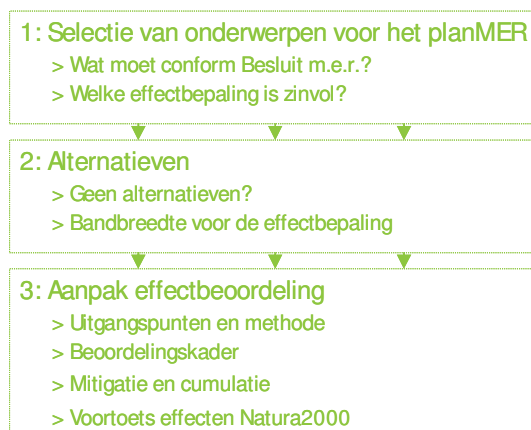 1: Selectie van onderwerpen voor het planMER
> Wat moet conform Besluit m.e.r.?
> Welke effectbepaling is zinvol?
2: Alternatieven
> Geen alternatieven?
> Bandbreedte voor de effectbepaling
3: Aanpak effectbeoordeling
> Uitgangspunten en methode
> Beoordelingskader
> Mitigatie en cumulatie
> Voortoets effecten Natura2000